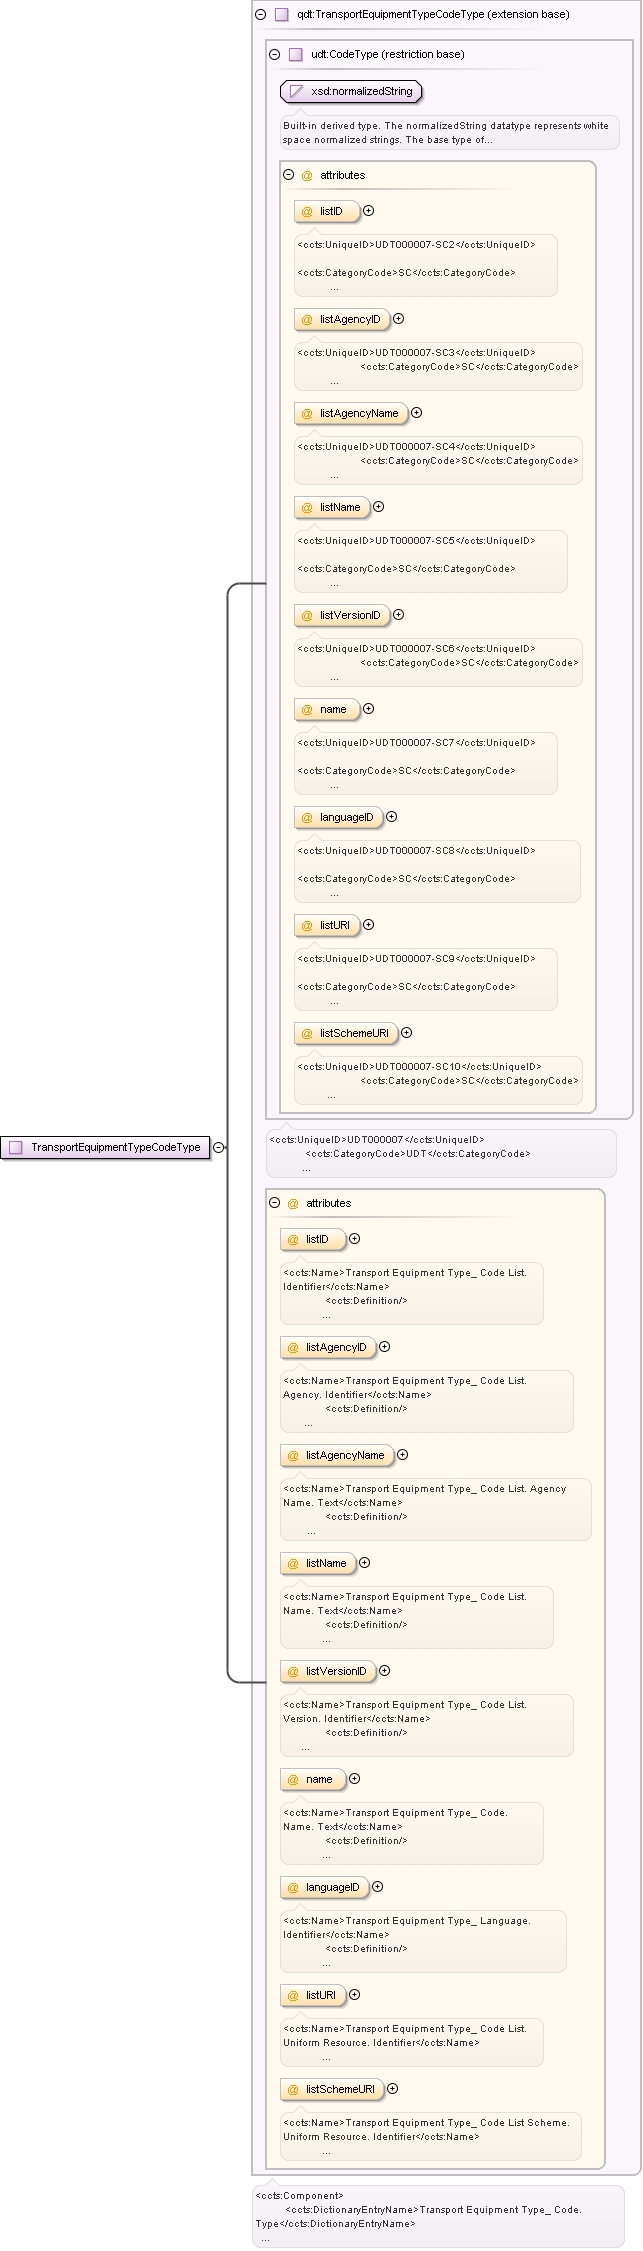 qdt:TransportEquipmentTypeCodeType (extension base)
udt:CodeType (restriction base)
xsd:normalizedString
Built-in derived type. The normalizedString datatype represents white
space normalized strings. The base type of...
@ attributes
@ listID
<ccts:UniqueID>UDT000007-SC2</ccts:UniqueID>
<ccts:CategoryCode>SC</ccts:CategoryCode>
...
@ listAgencyID
<ccts:UniqueID>UDT000007-SC3</ccts:UniqueID>
<ccts:CategoryCode>SC</ccts:CategoryCode>
...
@ listAgencyName
<ccts:UniqueID>UDT000007-SC4</ccts:UniqueID>
<ccts:CategoryCode>SC</ccts:CategoryCode>
...
@ listName
<ccts:UniqueID>UDT000007-SC5</ccts:UniqueID>
<ccts:CategoryCode>SC</ccts:CategoryCode>
...
@ listVersionID
<ccts:UniqueID>UDT000007-SC6</ccts:UniqueID>
<ccts:CategoryCode>SC</ccts:CategoryCode>
...
@ name
<ccts:UniqueID>UDT000007-SC7</ccts:UniqueID>
<ccts:CategoryCode>SC</ccts:CategoryCode>
...
@ languageID
<ccts:UniqueID>UDT000007-SC8</ccts:UniqueID>
<ccts:CategoryCode>SC</ccts:CategoryCode>
...
@ listURI
<ccts:UniqueID>UDT000007-SC9</ccts:UniqueID>
<ccts:CategoryCode>SC</ccts:CategoryCode>
...
@ listSchemeURI
<ccts:UniqueID>UDT000007-SC10</ccts:UniqueID>
<ccts:CategoryCode>SC</ccts:CategoryCode>
...
TransportEquipmentTypeCodeType
<ccts:UniqueID>UDT000007</ccts:UniqueID>
<ccts:CategoryCode>UDT</ccts:CategoryCode>
...
@ attributes
@ listID
<ccts:Name>Transport Equipment Type_ Code List.
Identifier</ccts:Name>
<ccts:Definition/>
...
@ listAgencyID
<ccts:Name>Transport Equipment Type_ Code List.
Agency. Identifier</ccts:Name>
<ccts:Definition/>
...
@ listAgencyName
<ccts:Name>Transport Equipment Type_ Code List. Agency
Name. Text</ccts:Name>
<ccts:Definition/>
...
@ listName
<ccts:Name>Transport Equipment Type_ Code List.
Name. Text</ccts:Name>
<ccts:Definition/>
...
@ listVersionID
<ccts:Name>Transport Equipment Type_ Code List.
Version. Identifier</ccts:Name>
<ccts:Definition/>
...
@ name
<ccts:Name>Transport Equipment Type_ Code.
Name. Text</ccts:Name>
<ccts:Definition/>
...
@ languageID
<ccts:Name>Transport Equipment Type_ Language.
Identifier</ccts:Name>
<ccts:Definition/>
...
@ listURI
<ccts:Name>Transport Equipment Type_ Code List.
Uniform Resource. Identifier</ccts:Name>
...
@ listSchemeURI
<ccts:Name>Transport Equipment Type_ Code List Scheme.
Uniform Resource. Identifier</ccts:Name>
...
<ccts:Component>
<ccts:DictionaryEntryName>Transport Equipment Type_ Code.
Type</ccts:DictionaryEntryName>
...